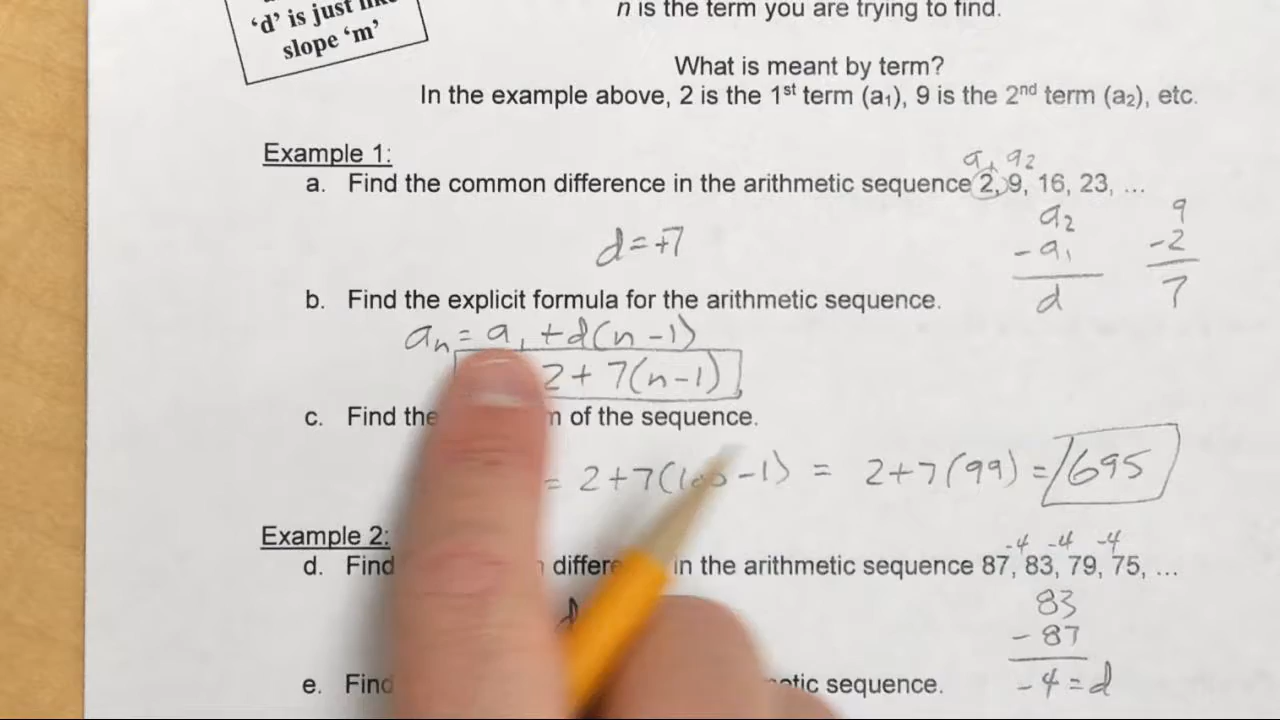 'd' is just like
slope 'm'
n is the term you are trying to find.
What is meant by term?
In the example above, 2 is the 1st term (a1), 9 is the 2nd term (a2), etc.
Example 1:
a1 a2
a. Find the common difference in the arithmetic sequence 2, 9, 16, 23, ...
a2
- a1
d
9
-2
7
d = +7
b. Find the explicit formula for the arithmetic sequence.
an = a1 + d(n - 1)
2 + 7(n-1)
c. Find the of the sequence.
= 2+7(100-1) = 2+7(99) = 695
Example 2:
-4 -4 -4
d. Find in the arithmetic sequence 87, 83, 79, 75, ...
83
- 87
-4 = d
d
e. Find sequence.